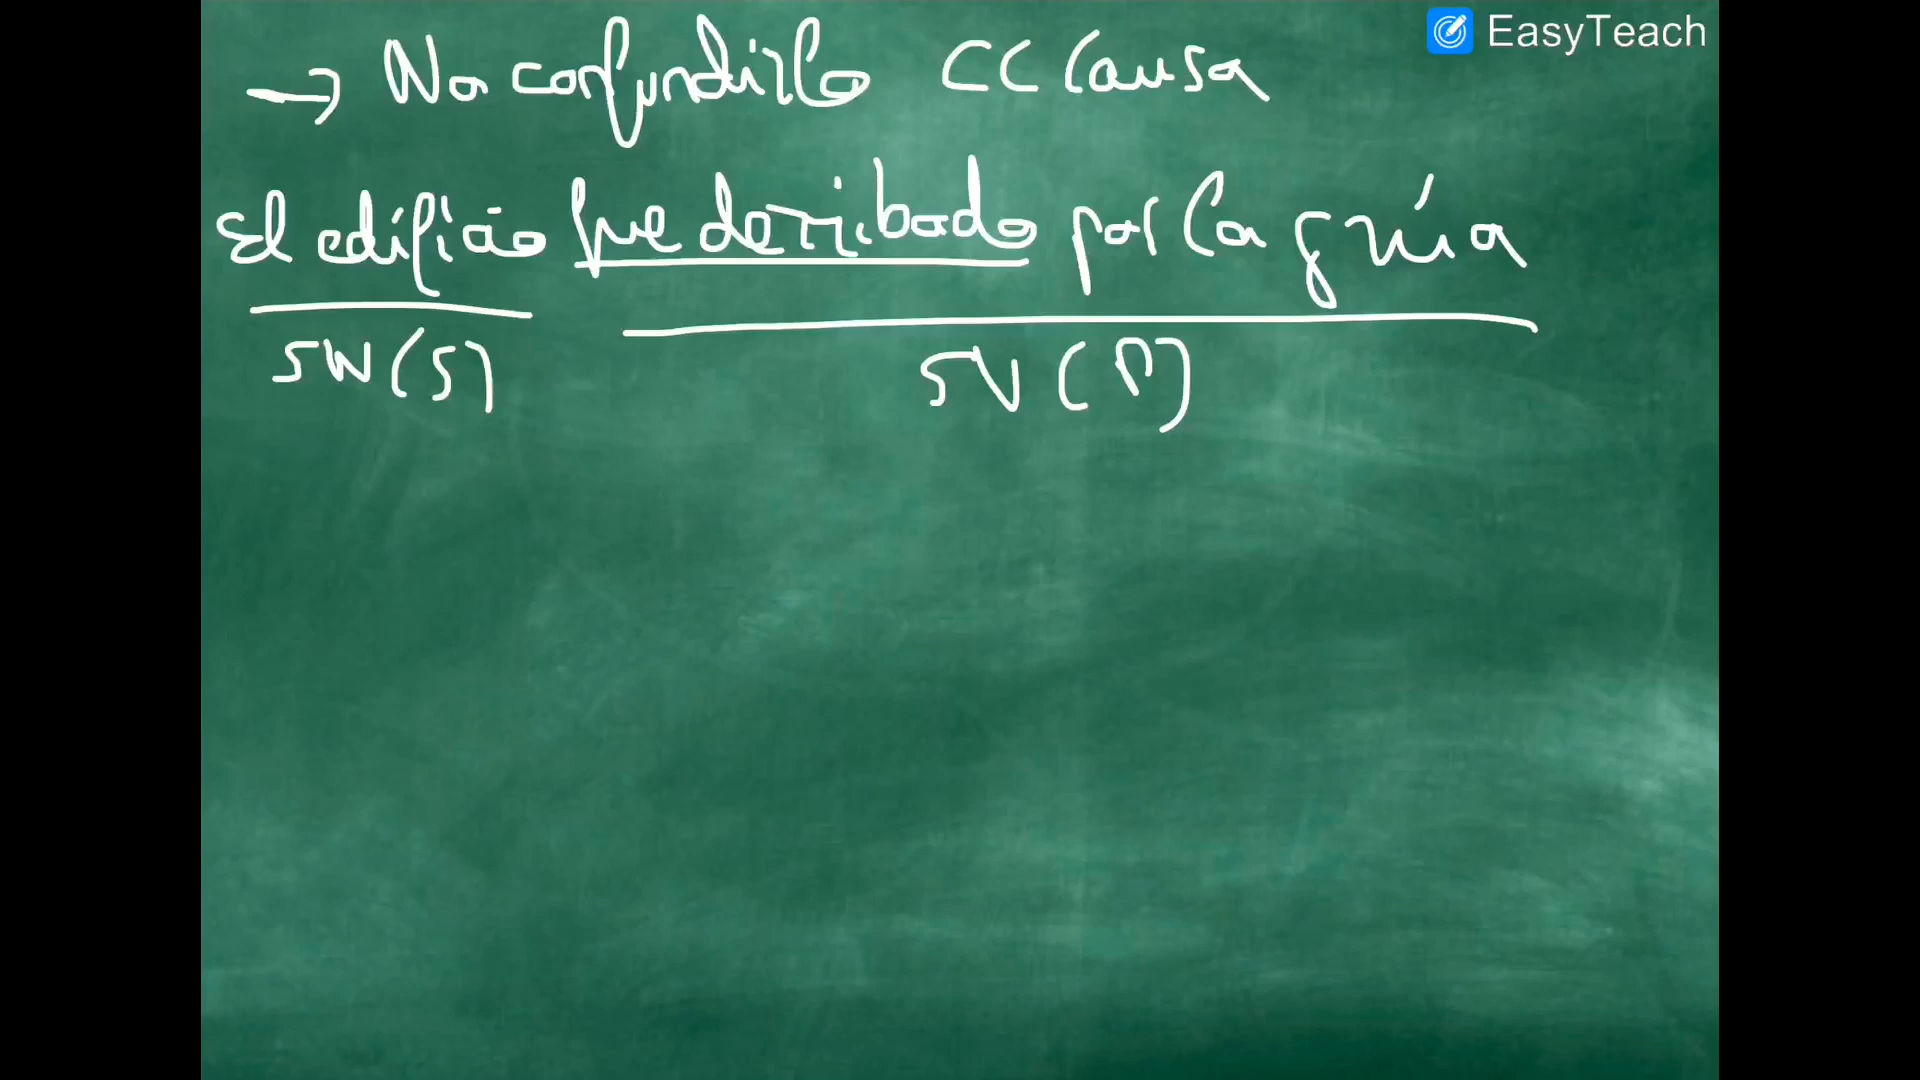 EasyTeach
→ No confundirlo CC Causa
El edificio fue derribado por la grúa
SN (S) SV (P)